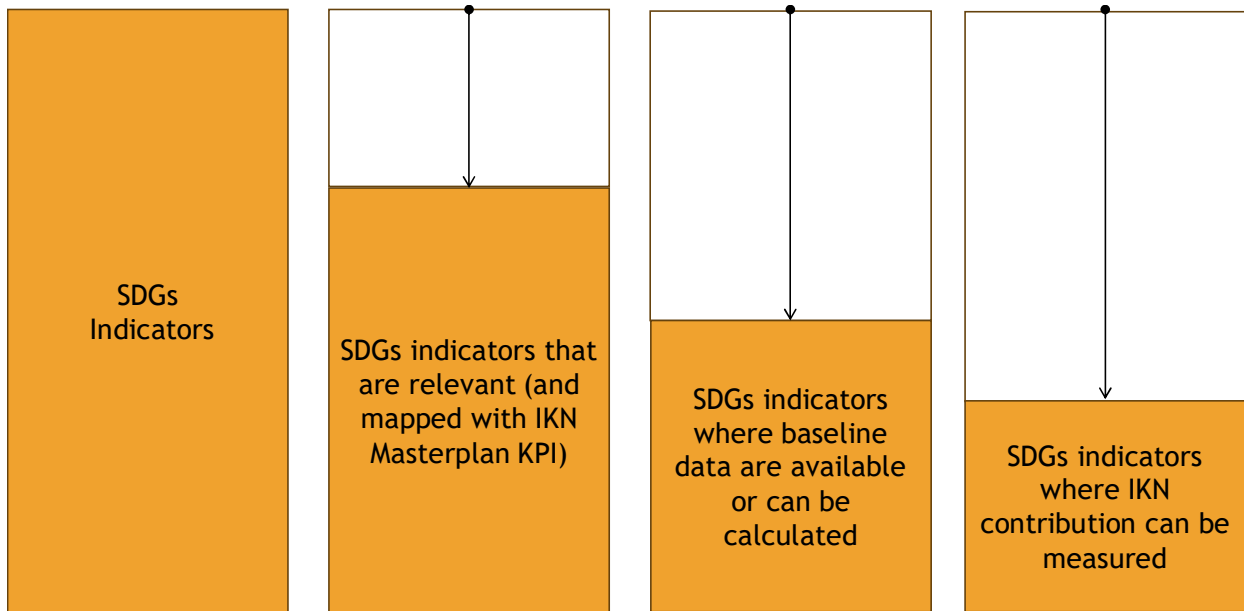 SDGs
Indicators
SDGs indicators that
are relevant (and
mapped with IKN
Masterplan KPI)
SDGs indicators
where baseline
data are available
or can be
calculated
SDGs indicators
where IKN
contribution can be
measured